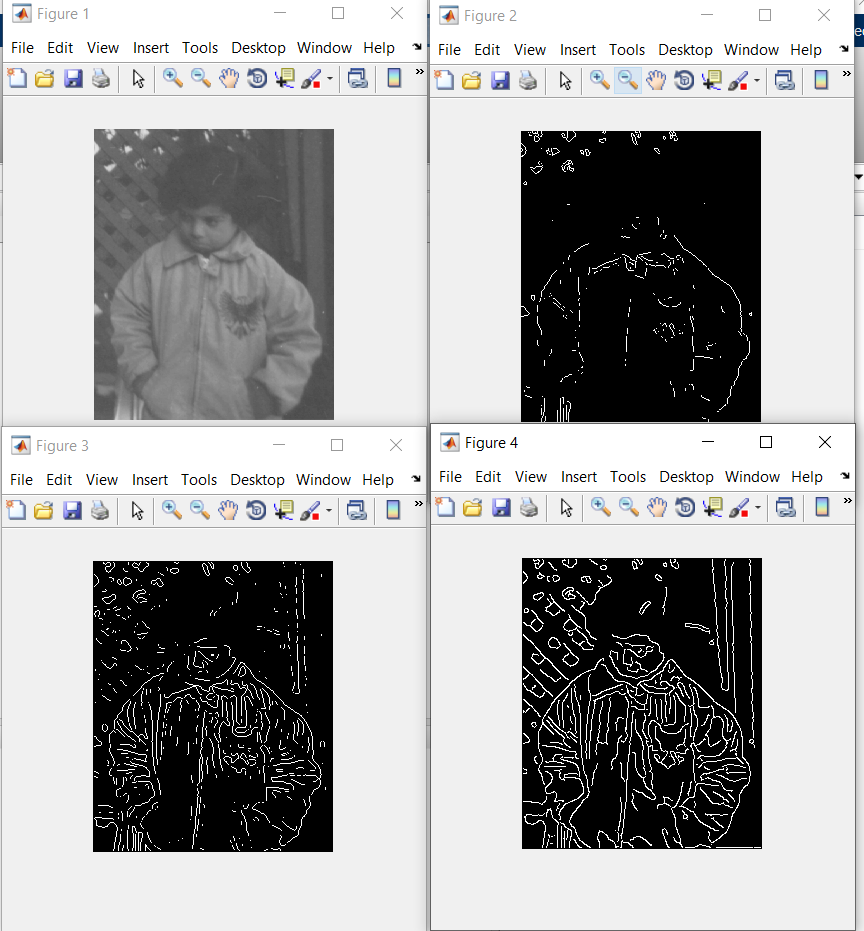 Figure 1
File Edit View Insert Tools Desktop Window Help
Figure 2
File Edit View Insert Tools Desktop Window Help
Figure 3
File Edit View Insert Tools Desktop Window Help
Figure 4
File Edit View Insert Tools Desktop Window Help